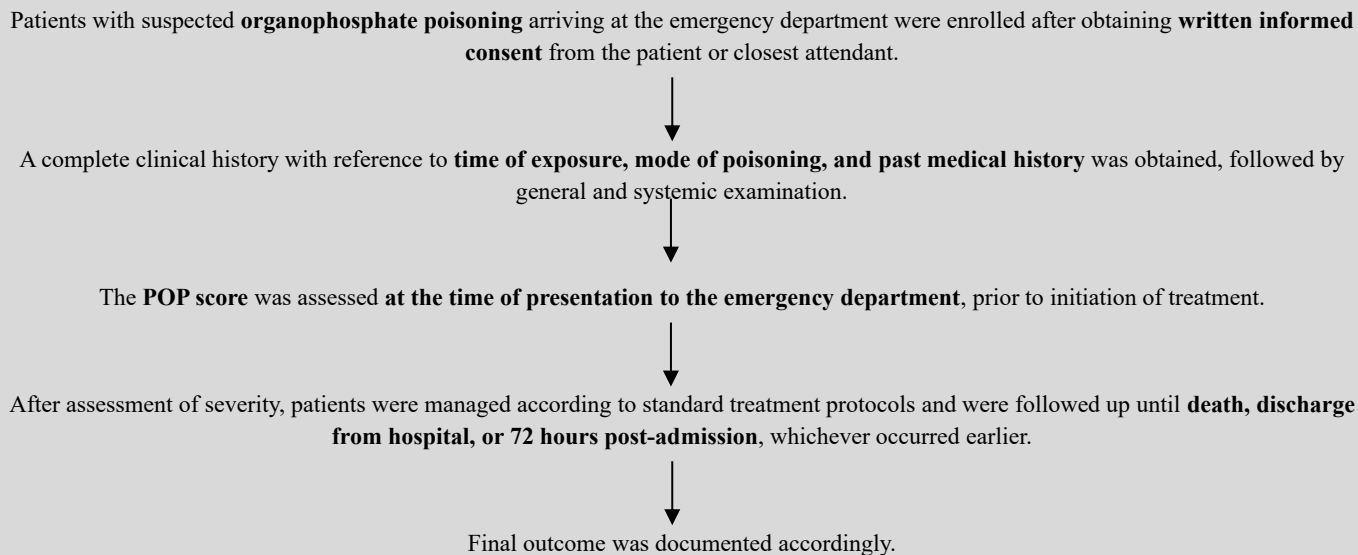 Patients with suspected organophosphate poisoning arriving at the emergency department were enrolled after obtaining written informed
consent from the patient or closest attendant.
A complete clinical history with reference to time of exposure, mode of poisoning, and past medical history was obtained, followed by
general and systemic examination.
The POP score was assessed at the time of presentation to the emergency department, prior to initiation of treatment.
After assessment of severity, patients were managed according to standard treatment protocols and were followed up until death, discharge
from hospital, or 72 hours post-admission, whichever occurred earlier.
Final outcome was documented accordingly.